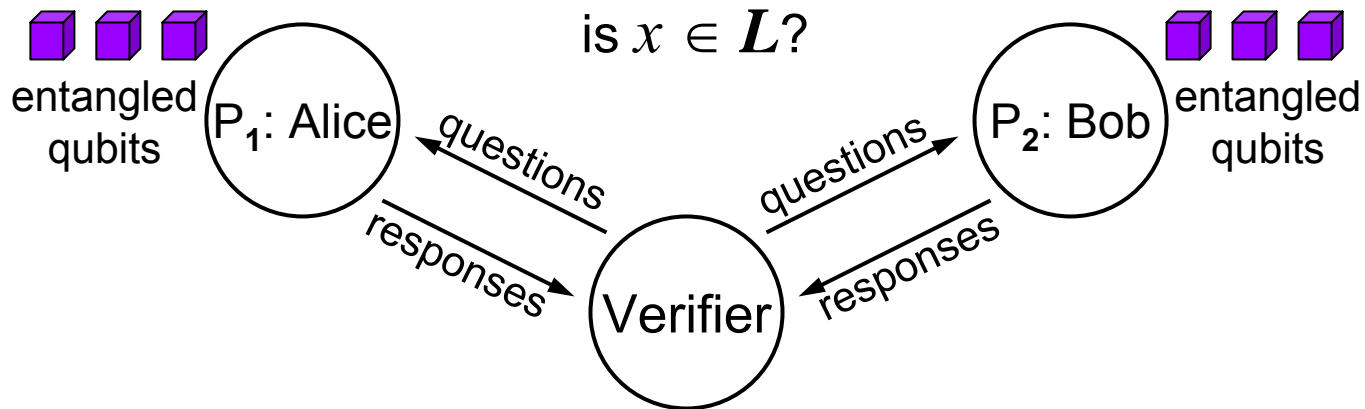 is x ∈ L?
entangled
qubits
P1: Alice
questions
responses
questions
responses
P2: Bob
entangled
qubits
Verifier